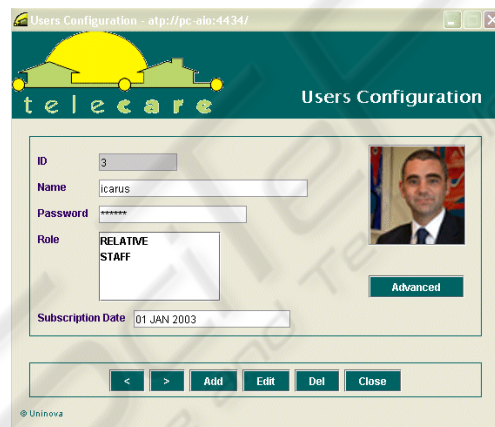 Users Configuration - atp://pc-aio:4434/
telecare
Users Configuration
ID 3
Name icarus
Password ******
Role RELATIVE
STAFF
Advanced
Subscription Date 01 JAN 2003
< > Add Edit Del Close
© Uninova